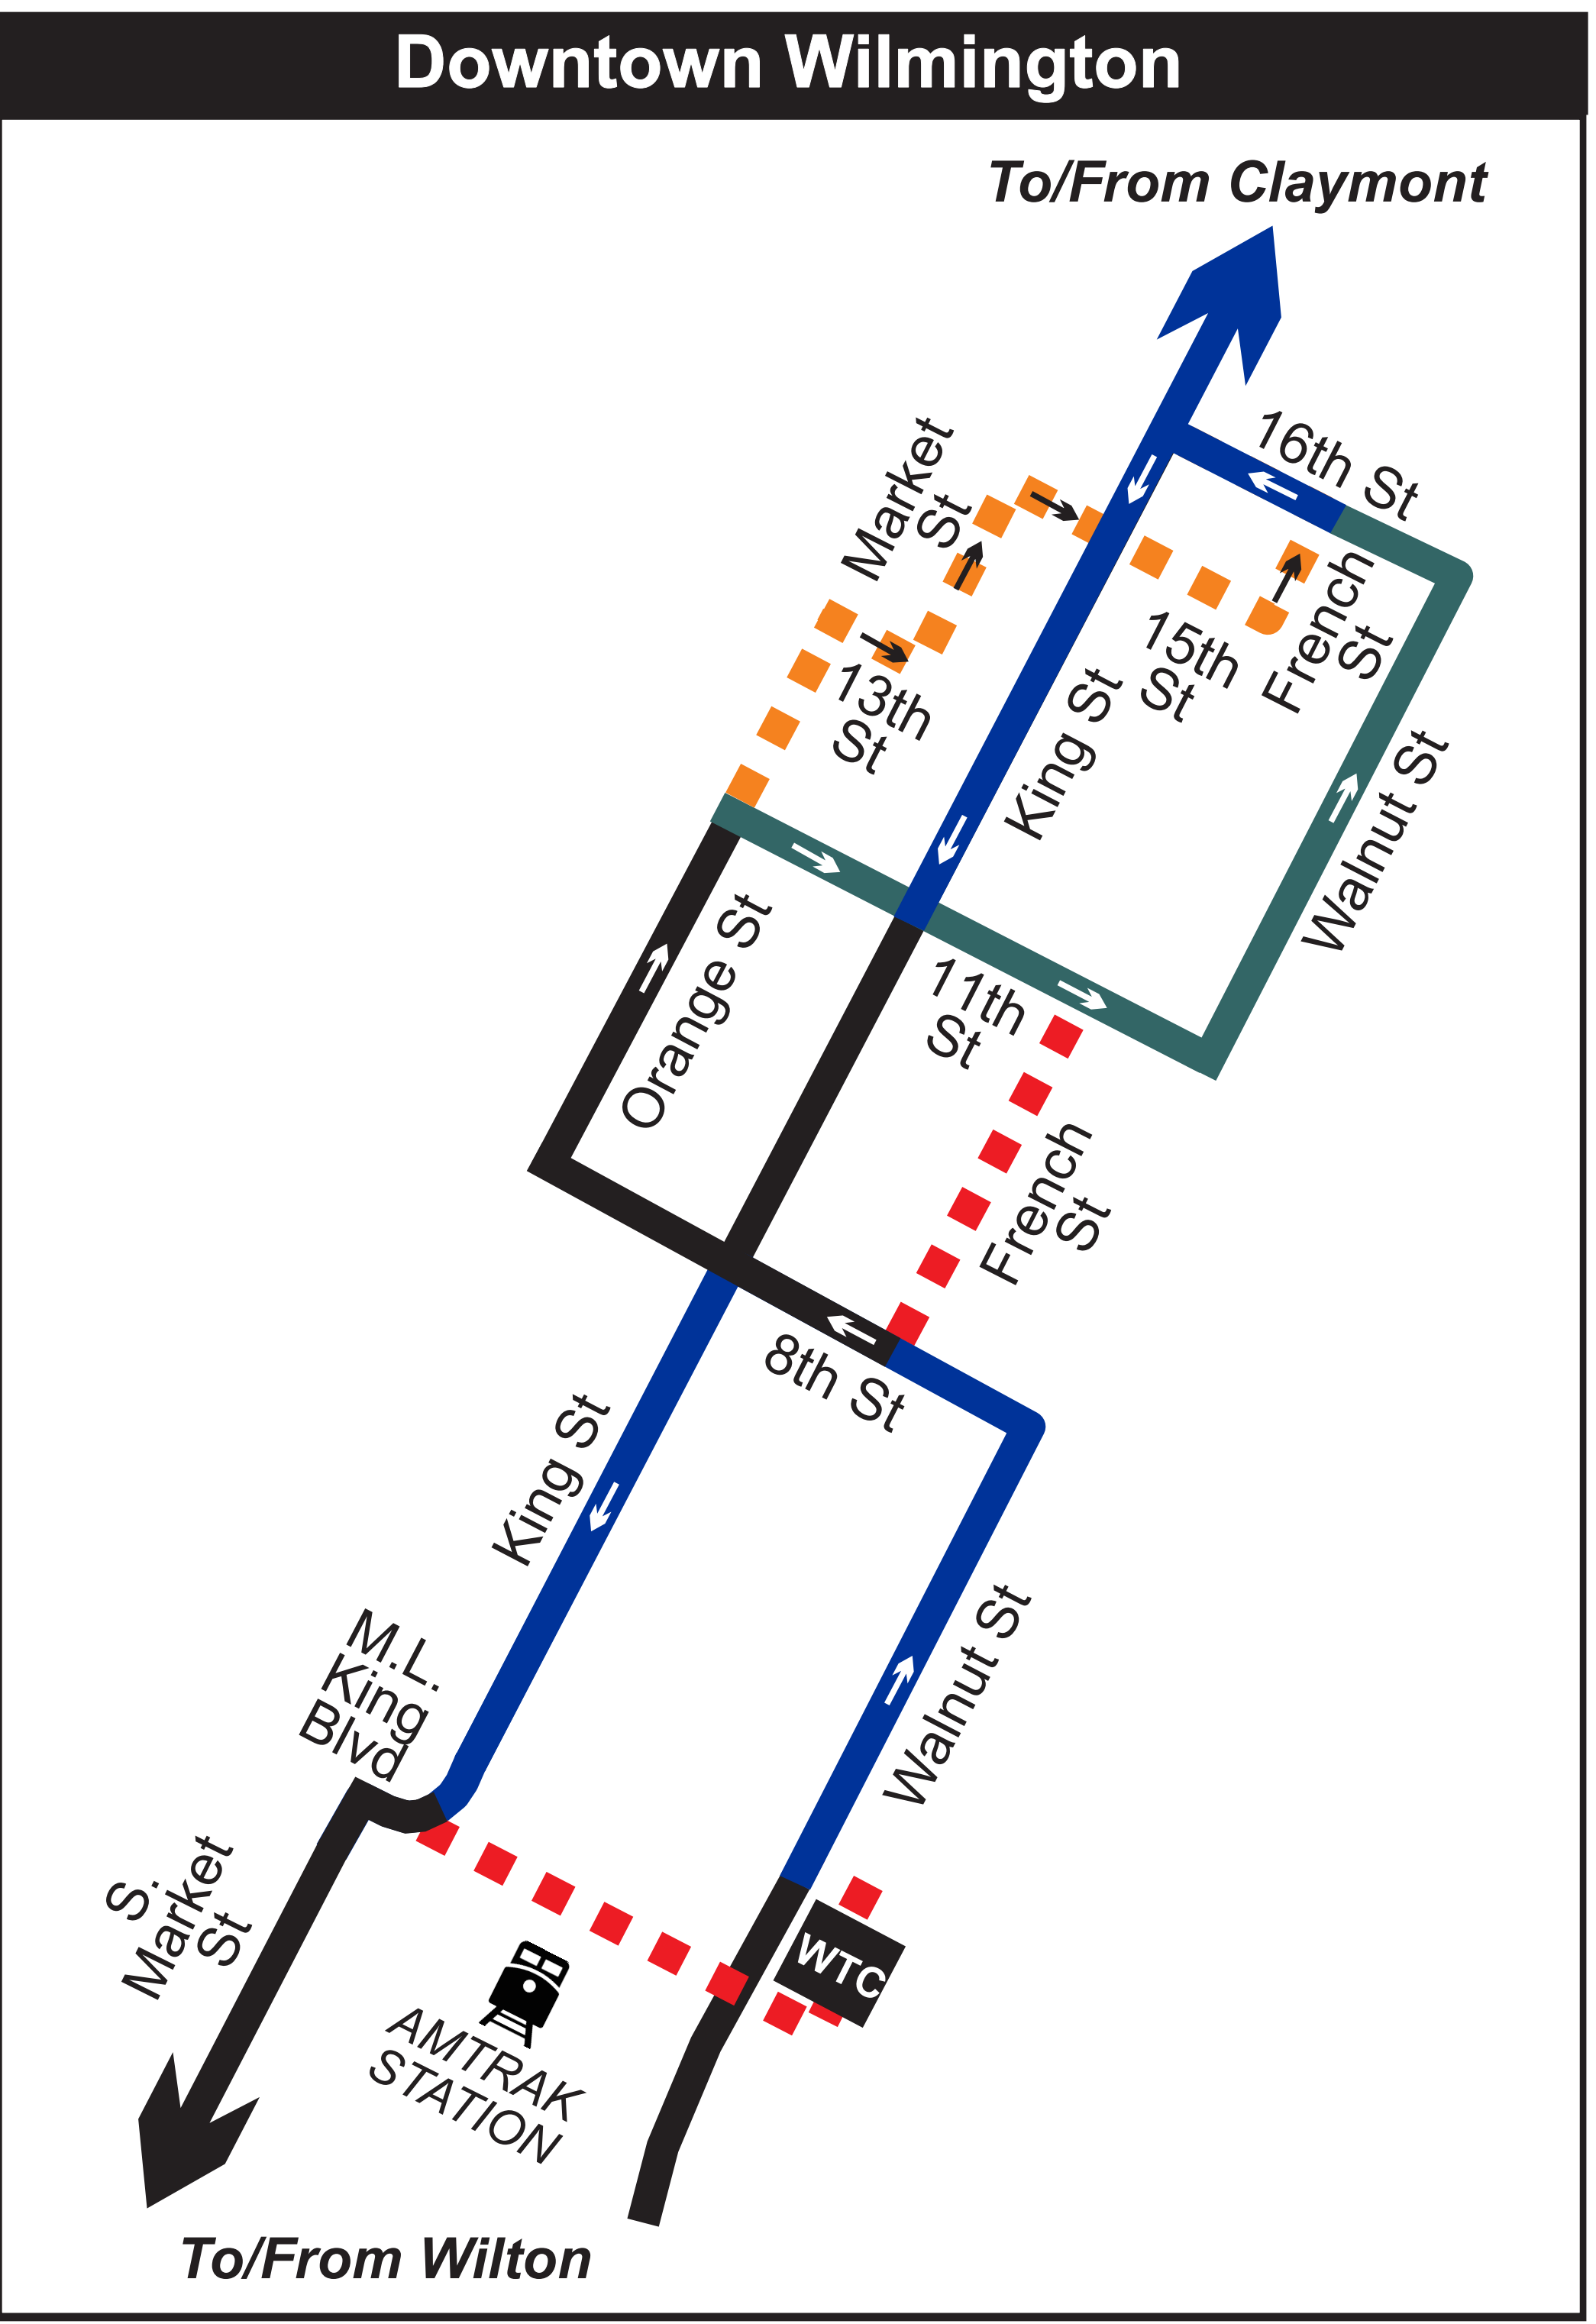 Downtown Wilmington
To/From Claymont
16th St
Market
St
French
St
15th
St
13th
St
King St
Walnut St
Orange St
11th
St
French
St
8th St
King St
Walnut St
M.L.
King
Blvd
S.
Market
St
WTC
AMTRAK
STATION
To/From Wilton